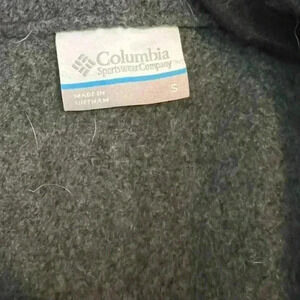 Columbia
Sportswear Company
MADE IN
VIETNAM
S